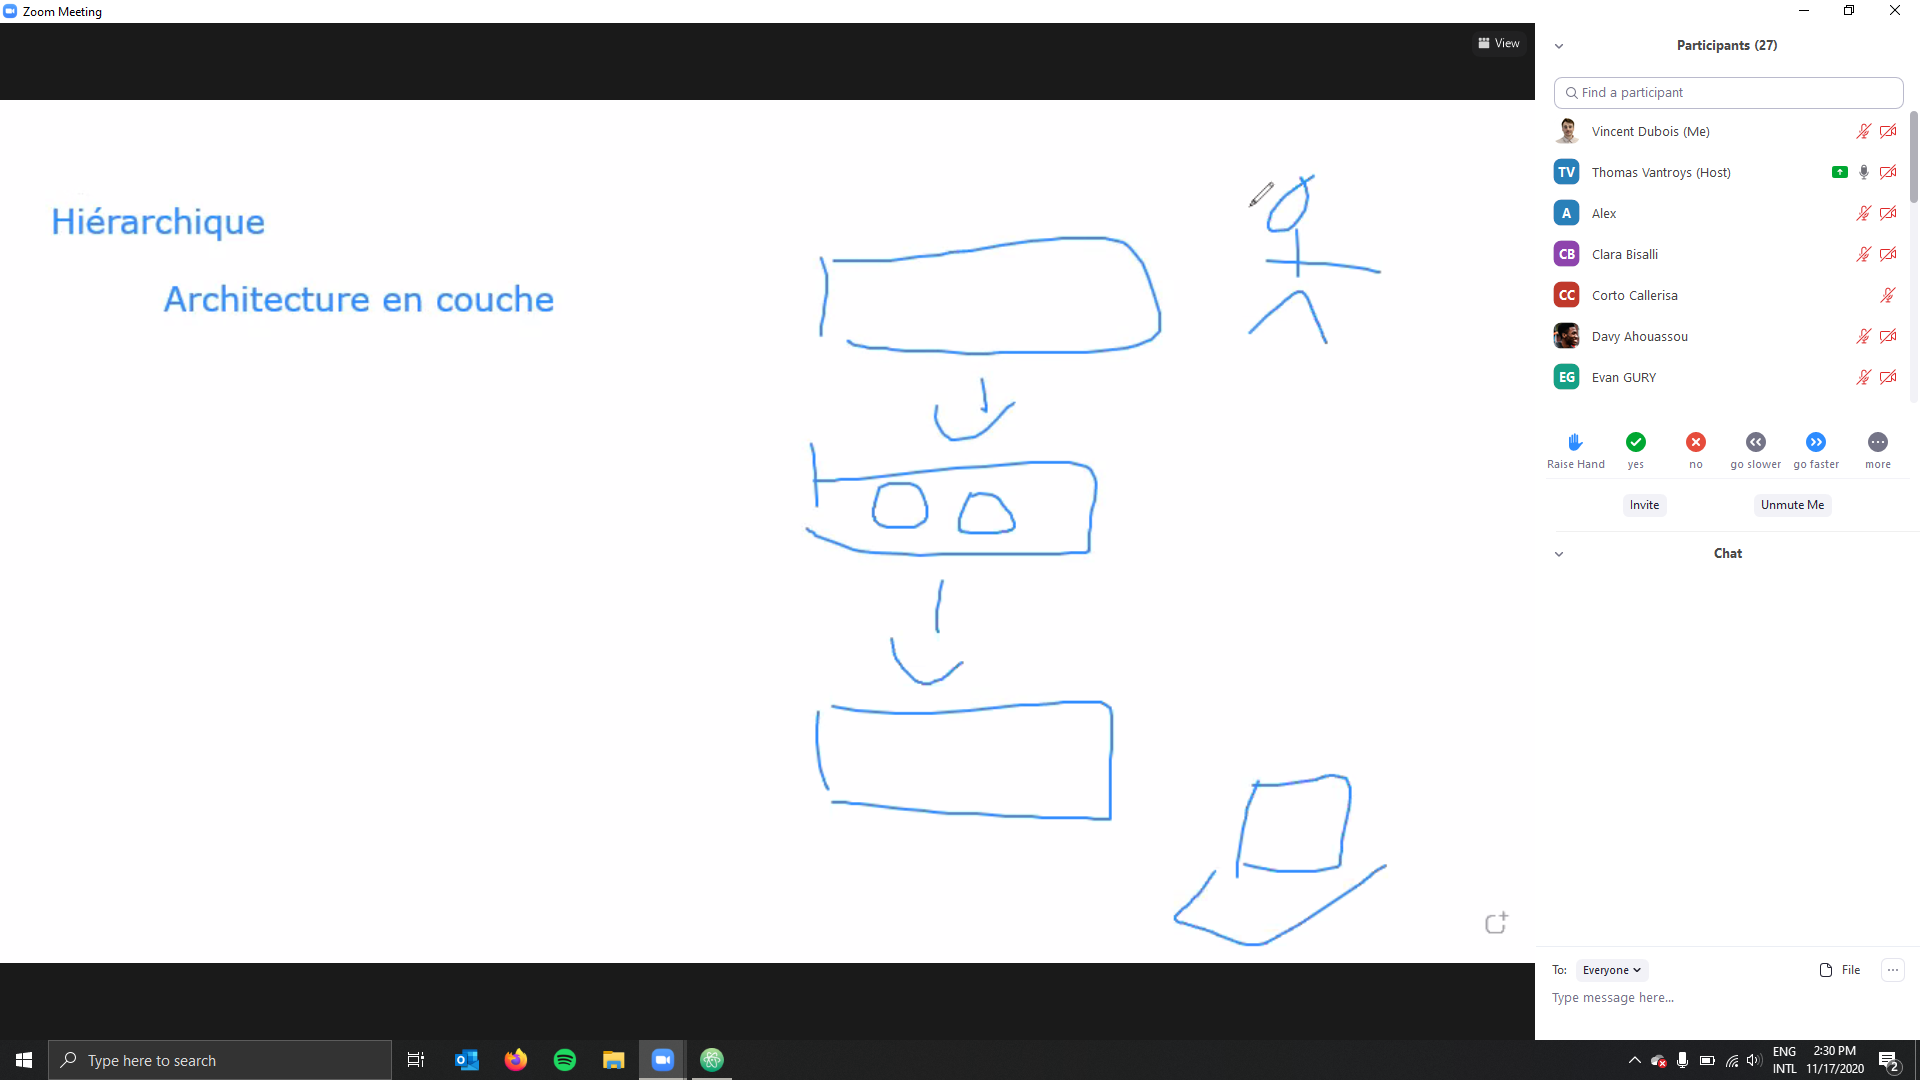 Zoom Meeting
View
Hiérarchique
Architecture en couche
Participants (27)
Find a participant
Vincent Dubois (Me)
TV Thomas Vantroys (Host)
A Alex
CB Clara Bisalli
CC Corto Callerisa
Davy Ahouassou
EG Evan GURY
Raise Hand yes no go slower go faster more
Invite Unmute Me
Chat
To: Everyone File
Type message here...
Type here to search
ENG 2:30 PM
INTL 11/17/2020 2